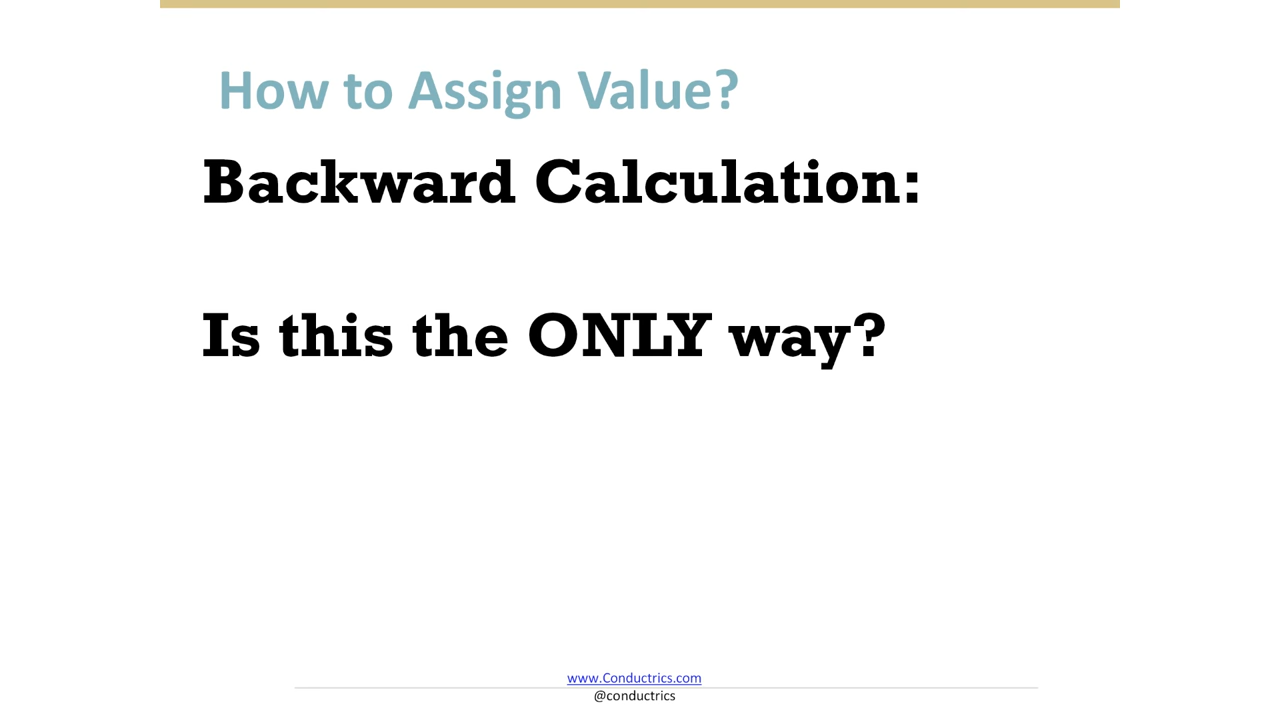 How to Assign Value?
Backward Calculation:
Is this the ONLY way?
www.Conductrics.com
@conductrics